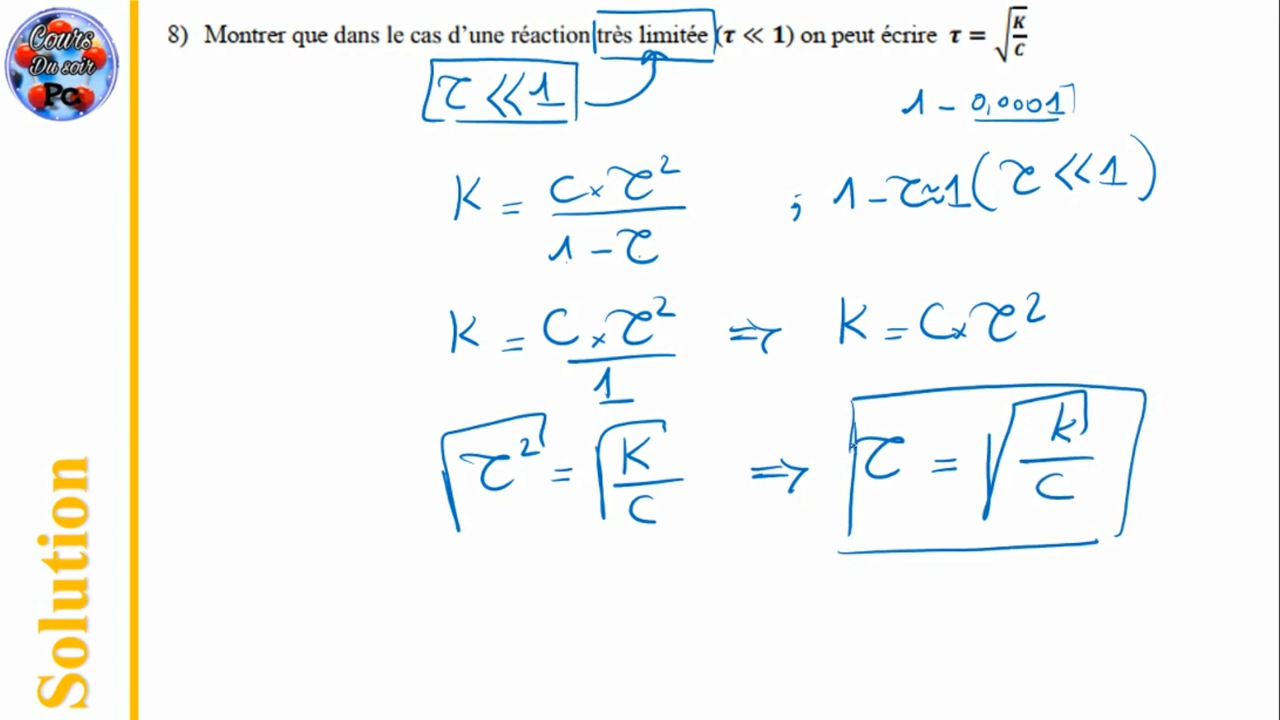 Cours
Du soir
Pc
8) Montrer que dans le cas d'une réaction très limitée (τ ≪ 1) on peut écrire τ = √(K/C)
τ ≪ 1
1 - 0,0001
K = C × τ² / 1 - τ ; 1 - τ ≈ 1 (τ ≪ 1)
K = C × τ² / 1 ⇒ K = C × τ²
√τ² = √(K/C) ⇒ τ = √(k/C)
Solution